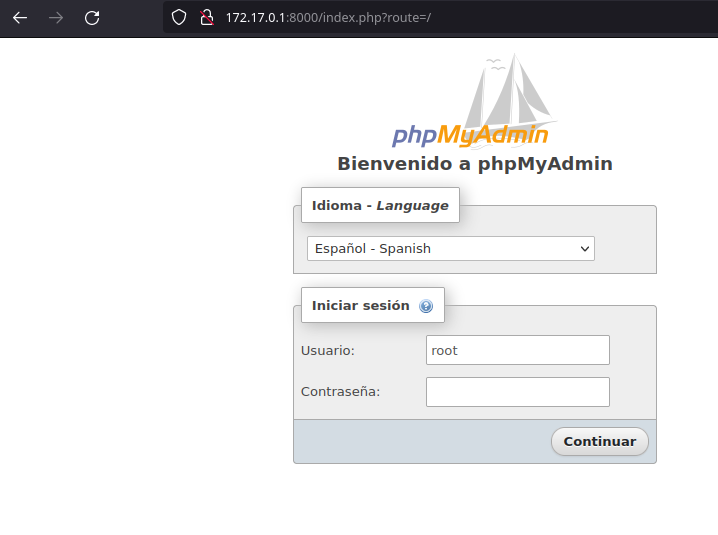 172.17.0.1:8000/index.php?route=/
phpMyAdmin
Bienvenido a phpMyAdmin
Idioma - Language
Español - Spanish
Iniciar sesión
Usuario: root
Contraseña:
Continuar